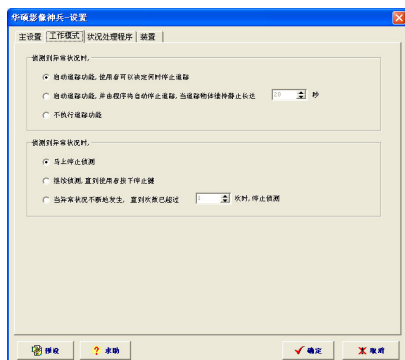 华硕影像神兵-设置
主设置 工作模式 状况处理程序 装置
侦测到异常状况时,
自动追踪功能, 使用者可以决定何时停止追踪
自动追踪功能, 并由程序将自动停止追踪, 当追踪物体维持静止长达 20 秒
不执行追踪功能
侦测到异常状况时,
马上停止侦测
继续侦测, 直到使用者按下停止键
当异常状况不断地发生, 直到次数已超过 次时, 停止侦测
预设 ? 求助 确定 取消